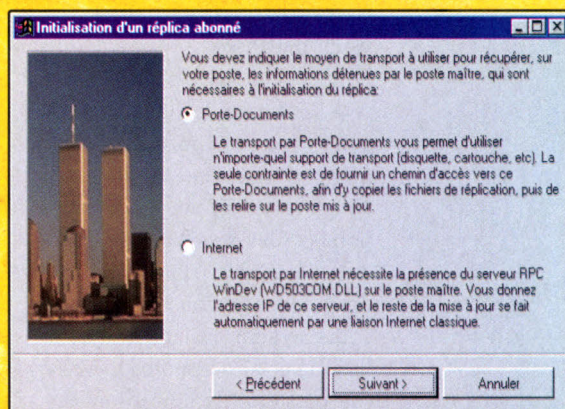 Initialisation d'un réplica abonné
Vous devez indiquer le moyen de transport à utiliser pour récupérer, sur
votre poste, les informations détenues par le poste maître, qui sont
nécessaires à l'initialisation du réplica:
Porte-Documents
Le transport par Porte-Documents vous permet d'utiliser
n'importe-quel support de transport (disquette, cartouche, etc). La
seule contrainte est de fournir un chemin d'accès vers ce
Porte-Documents, afin d'y copier les fichiers de réplication, puis de
les relire sur le poste mis à jour.
Internet
Le transport par Internet nécessite la présence du serveur RPC
WinDev (WD503COM.DLL) sur le poste maître. Vous donnez
l'adresse IP de ce serveur, et le reste de la mise à jour se fait
automatiquement par une liaison Internet classique.
< Précédent
Suivant >
Annuler